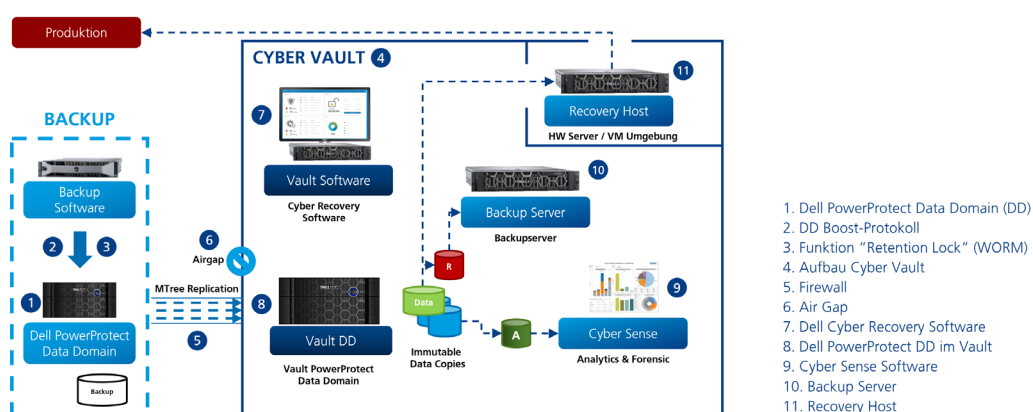 Produktion
CYBER VAULT 4
11
Recovery Host
HW Server / VM Umgebung
7
Vault Software
Cyber Recovery
Software
10
Backup Server
Backupserver
BACKUP
Backup
Software
2 3
6
Airgap
R
1
MTree Replication
8
Data
9
Dell PowerProtect
Data Domain
5
Vault DD
Vault PowerProtect
Data Domain
Immutable
Data Copies
A
Cyber Sense
Analytics & Forensic
Backup
1. Dell PowerProtect Data Domain (DD)
2. DD Boost-Protokoll
3. Funktion “Retention Lock” (WORM)
4. Aufbau Cyber Vault
5. Firewall
6. Air Gap
7. Dell Cyber Recovery Software
8. Dell PowerProtect DD im Vault
9. Cyber Sense Software
10. Backup Server
11. Recovery Host